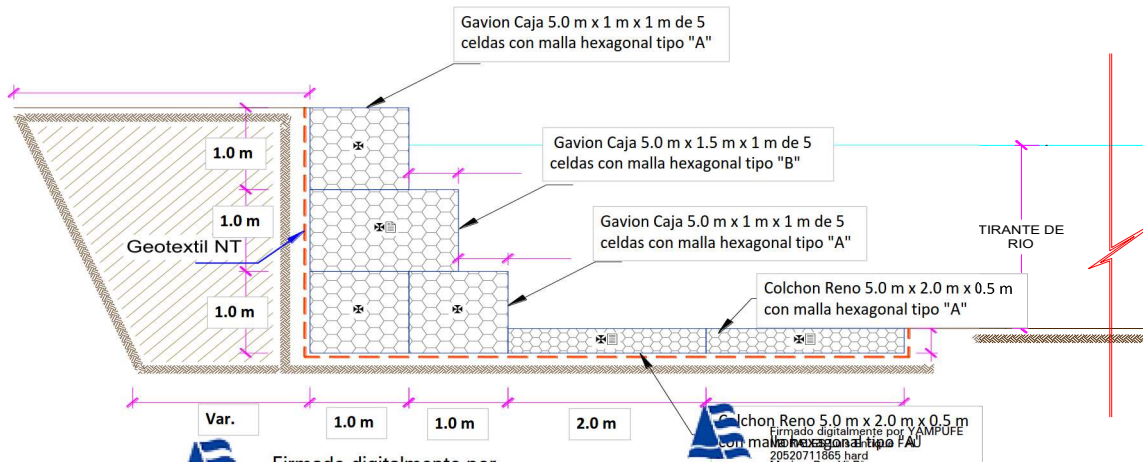 Gavion Caja 5.0 m x 1 m x 1 m de 5
celdas con malla hexagonal tipo "A"
1.0 m
Gavion Caja 5.0 m x 1.5 m x 1 m de 5
celdas con malla hexagonal tipo "B"
1.0 m
Gavion Caja 5.0 m x 1 m x 1 m de 5
celdas con malla hexagonal tipo "A"
Geotextil NT
TIRANTE DE
RIO
1.0 m
Colchon Reno 5.0 m x 2.0 m x 0.5 m
con malla hexagonal tipo "A"
Var.
1.0 m
1.0 m
2.0 m
Colchon Reno 5.0 m x 2.0 m x 0.5 m
con malla hexagonal tipo "A"
Firmado digitalmente por YAMPUFE
20520711865 hard
Firmado digitalmente por